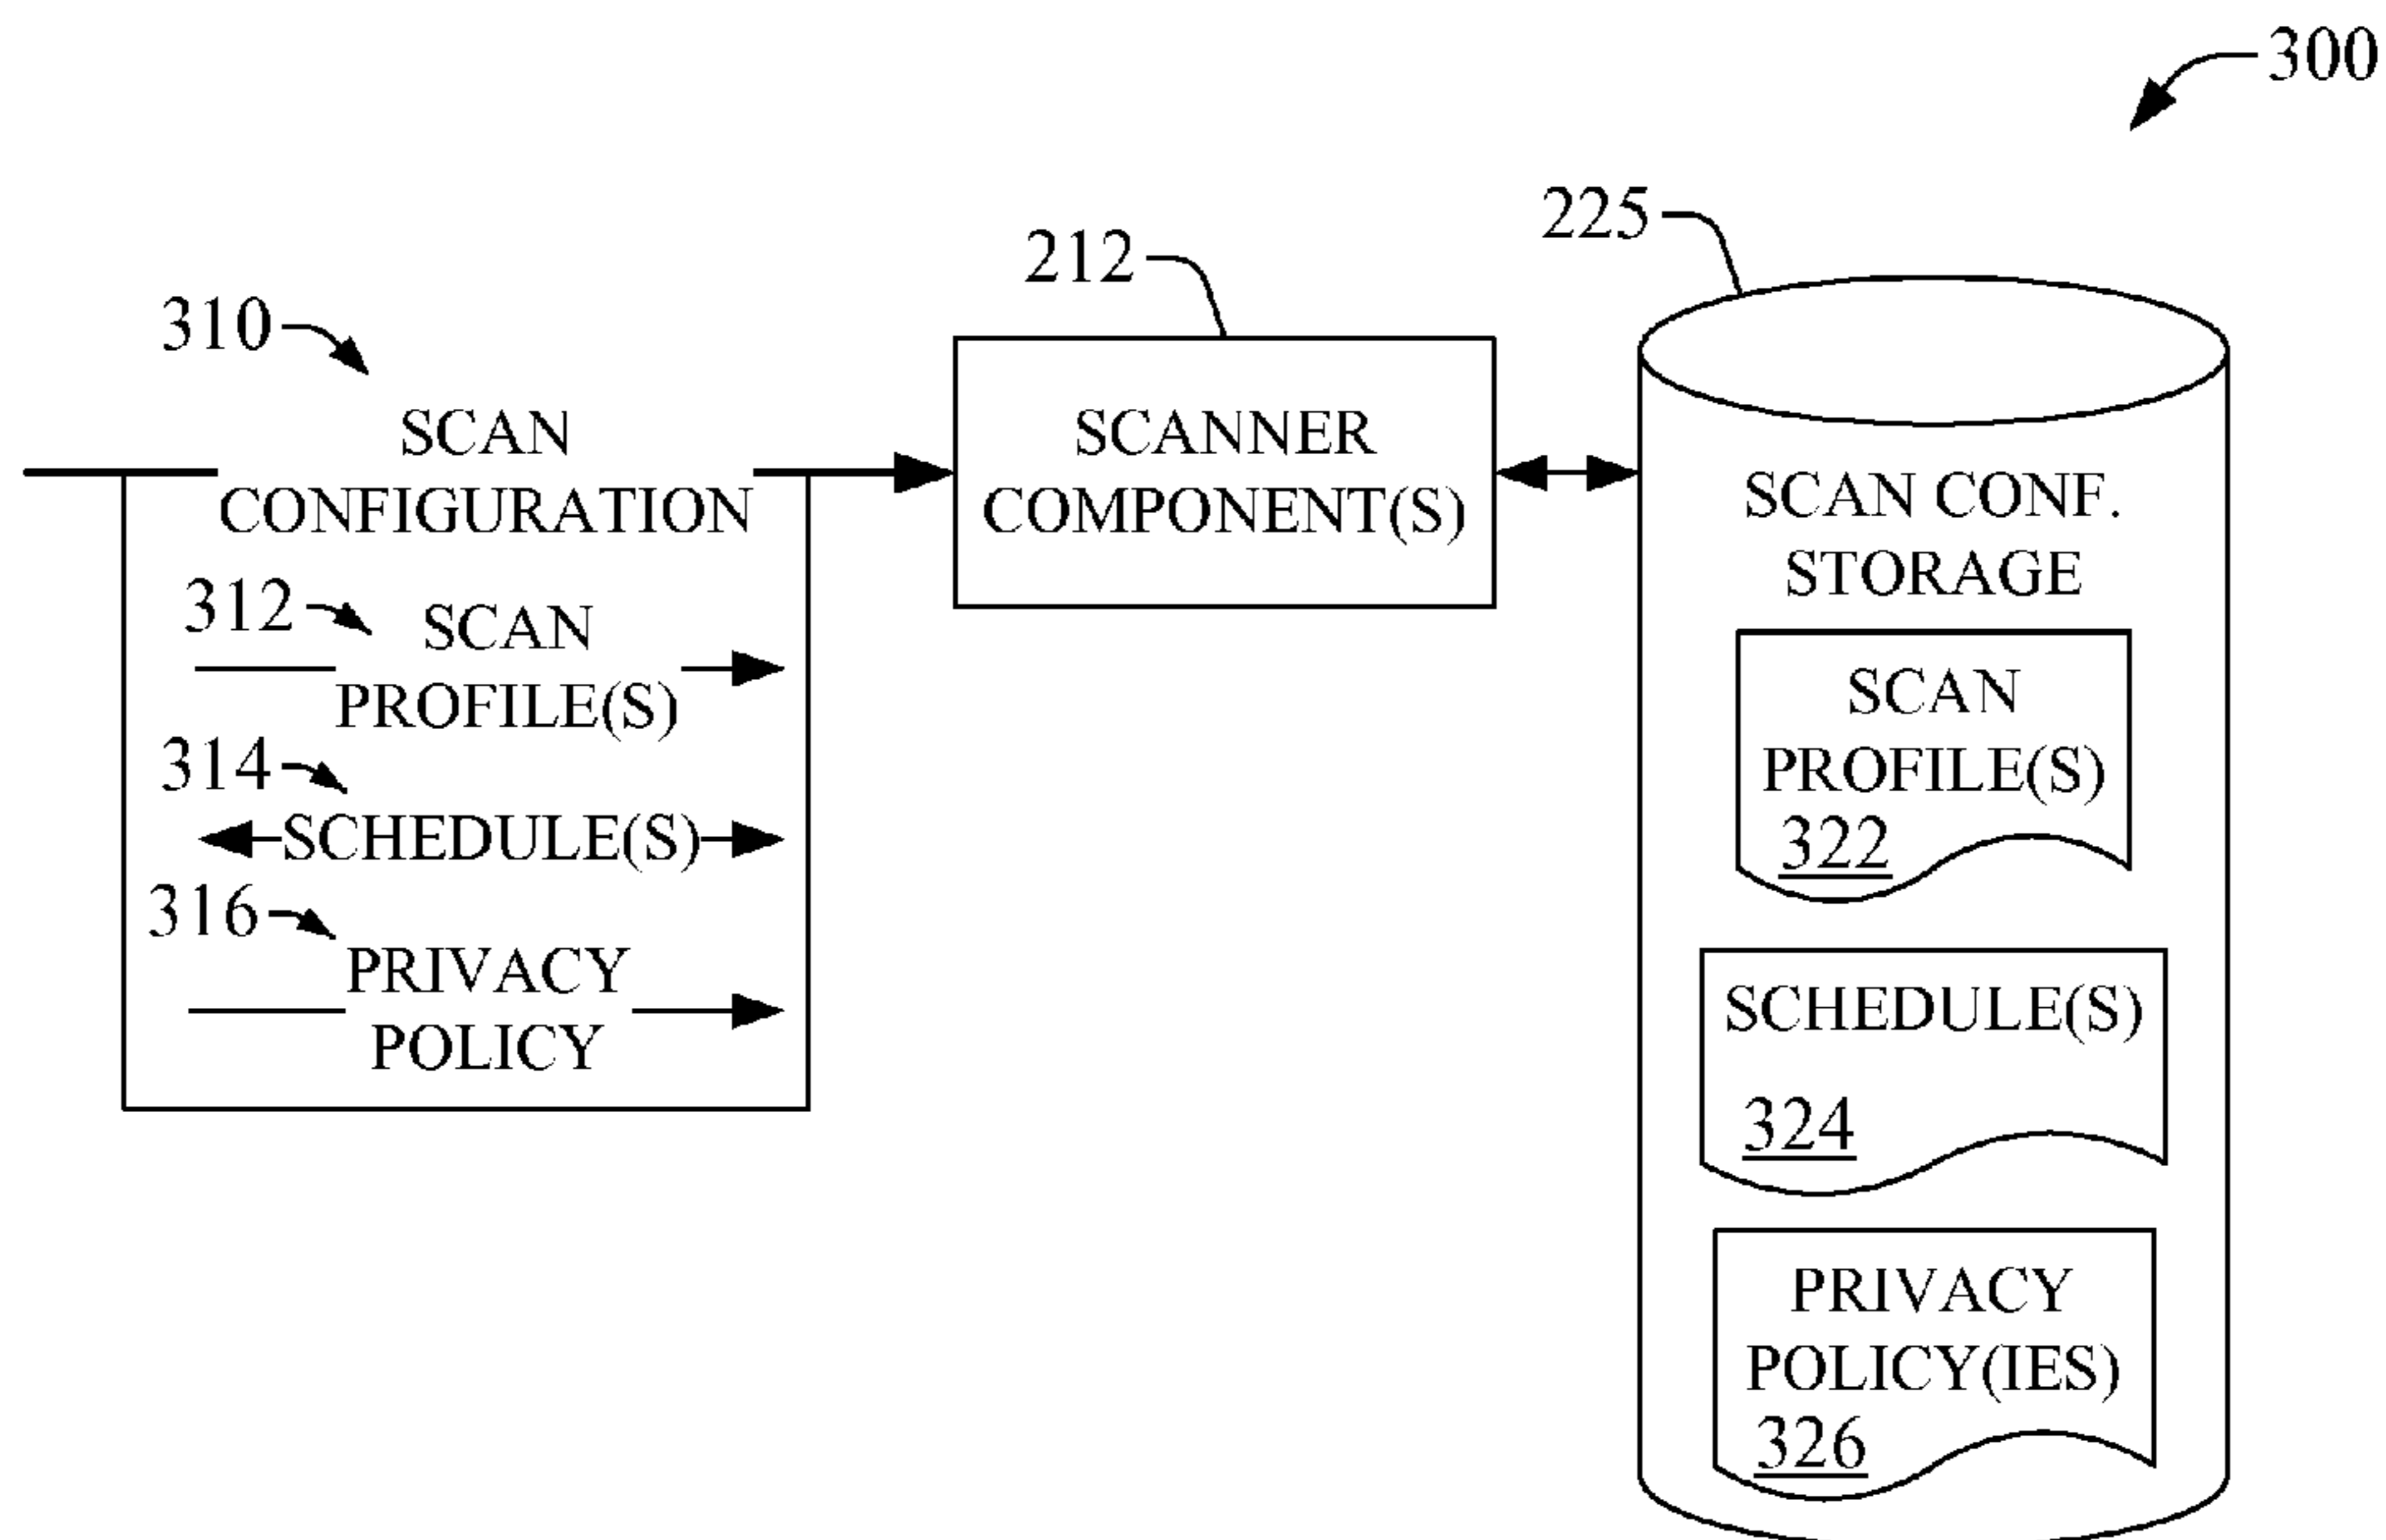 300
225
212
310
SCAN
CONFIGURATION
312
SCAN
PROFILE(S)
314
SCHEDULE(S)
316
PRIVACY
POLICY
SCANNER
COMPONENT(S)
SCAN CONF.
STORAGE
SCAN
PROFILE(S)
322
SCHEDULE(S)
324
PRIVACY
POLICY(IES)
326